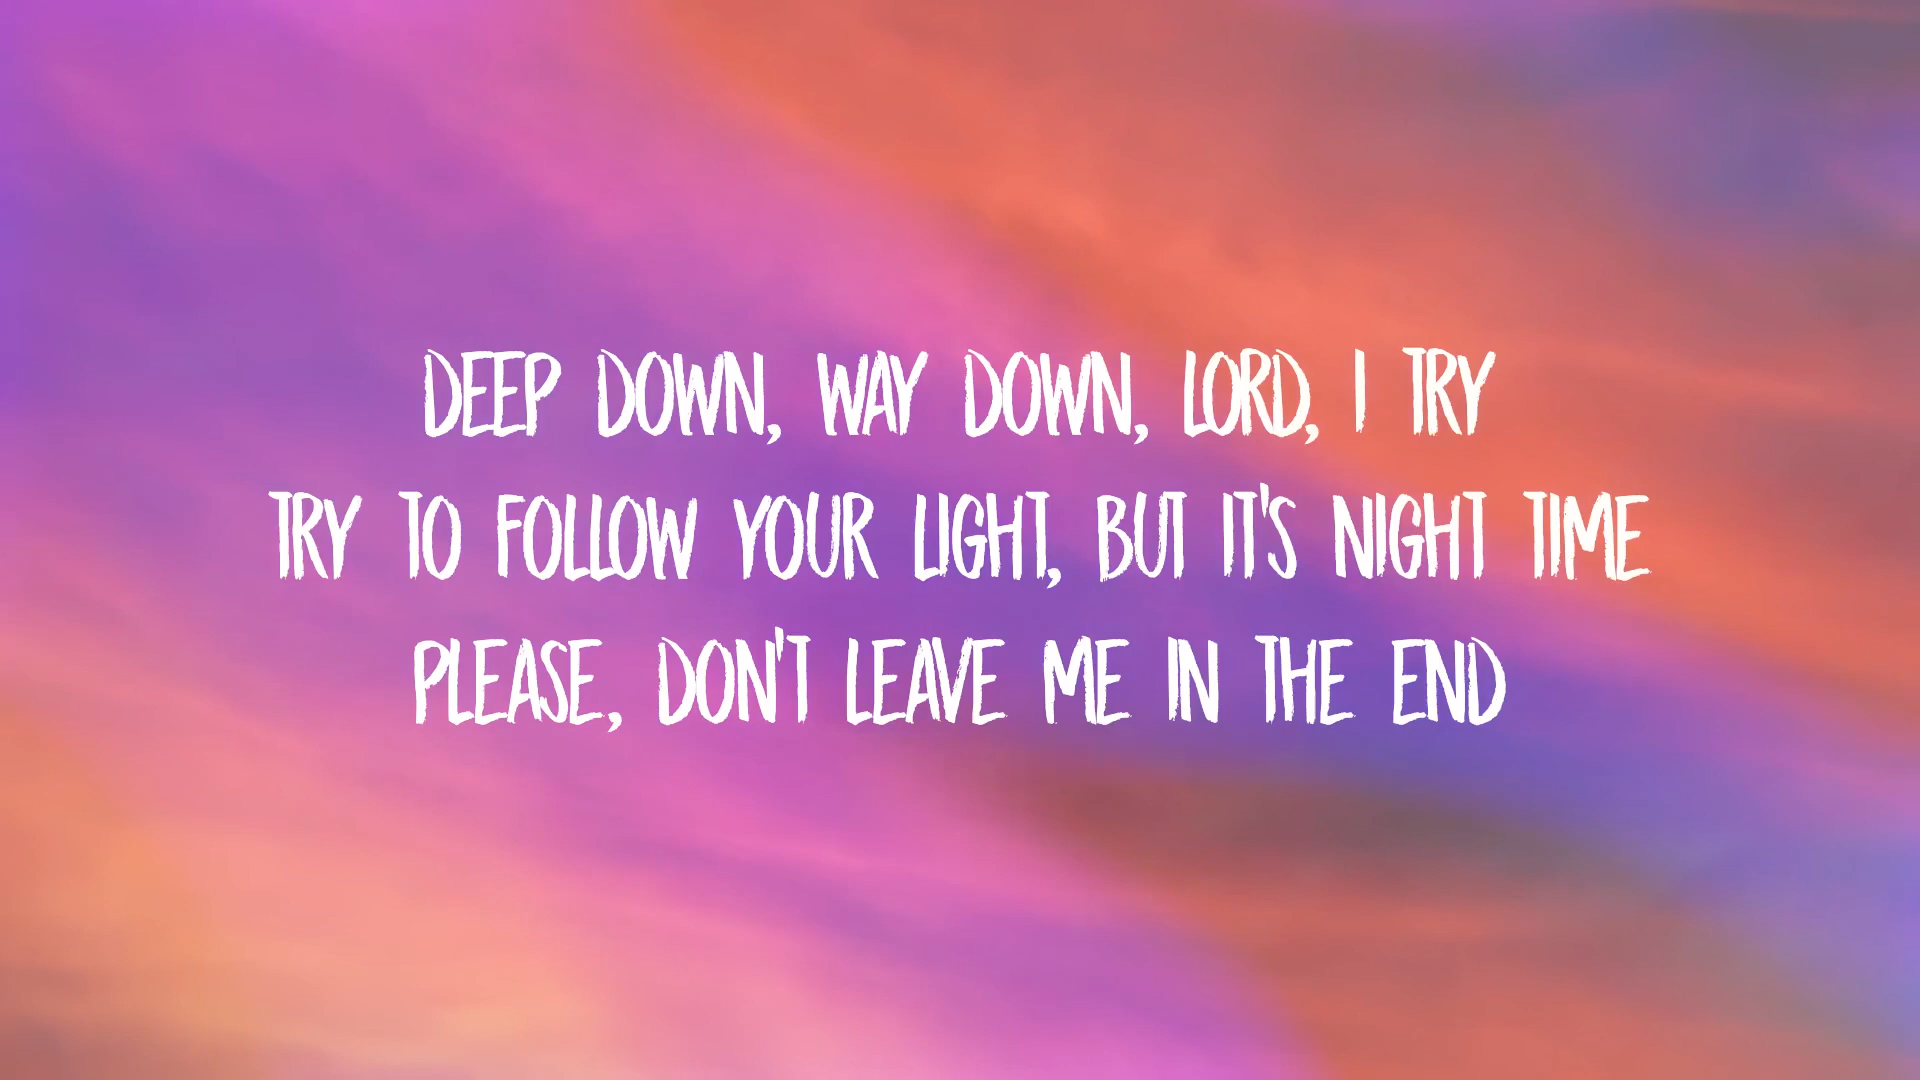 DEEP DOWN, WAY DOWN, LORD, I TRY
TRY TO FOLLOW YOUR LIGHT, BUT IT'S NIGHT TIME
PLEASE, DON'T LEAVE ME IN THE END